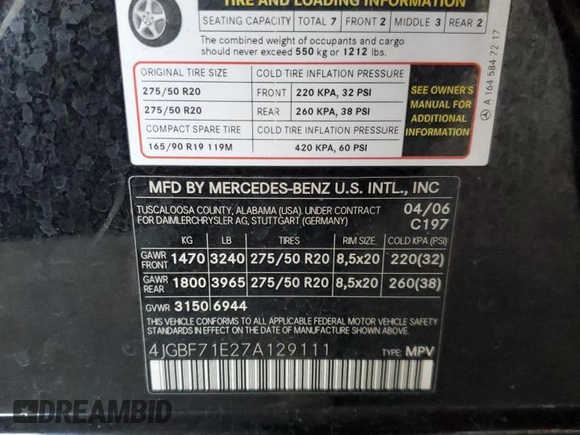 TIRE AND LOADING INFORMATION
SEATING CAPACITY TOTAL 7 FRONT 2 MIDDLE 3 REAR 2
The combined weight of occupants and cargo
should never exceed 550 kg or 1212 lbs.
ORIGINAL TIRE SIZE COLD TIRE INFLATION PRESSURE
275/50 R20 FRONT 220 KPA, 32 PSI
275/50 R20 REAR 260 KPA, 38 PSI
COMPACT SPARE TIRE COLD TIRE INFLATION PRESSURE
165/90 R19 119M 420 KPA, 60 PSI
SEE OWNER'S
MANUAL FOR
ADDITIONAL
INFORMATION
A 164 584 72 17
MFD BY MERCEDES-BENZ U.S. INTL., INC
TUSCALOOSA COUNTY, ALABAMA (USA). UNDER CONTRACT 04/06
FOR DAIMLERCHRYSLER AG, STUTTGART (GERMANY) C197
KG LB TIRES RIM SIZE COLD KPA (PSI)
GAWR FRONT 1470 3240 275/50 R20 8,5x20 220(32)
GAWR REAR 1800 3965 275/50 R20 8,5x20 260(38)
GVWR 3150 6944
THIS VEHICLE CONFORMS TO ALL APPLICABLE FEDERAL MOTOR VEHICLE
SAFETY STANDARDS IN EFFECT ON THE DATE OF MANUFACTURE SHOWN ABOVE.
4JGBF71E27A129111 TYPE MPV
DREAMBID